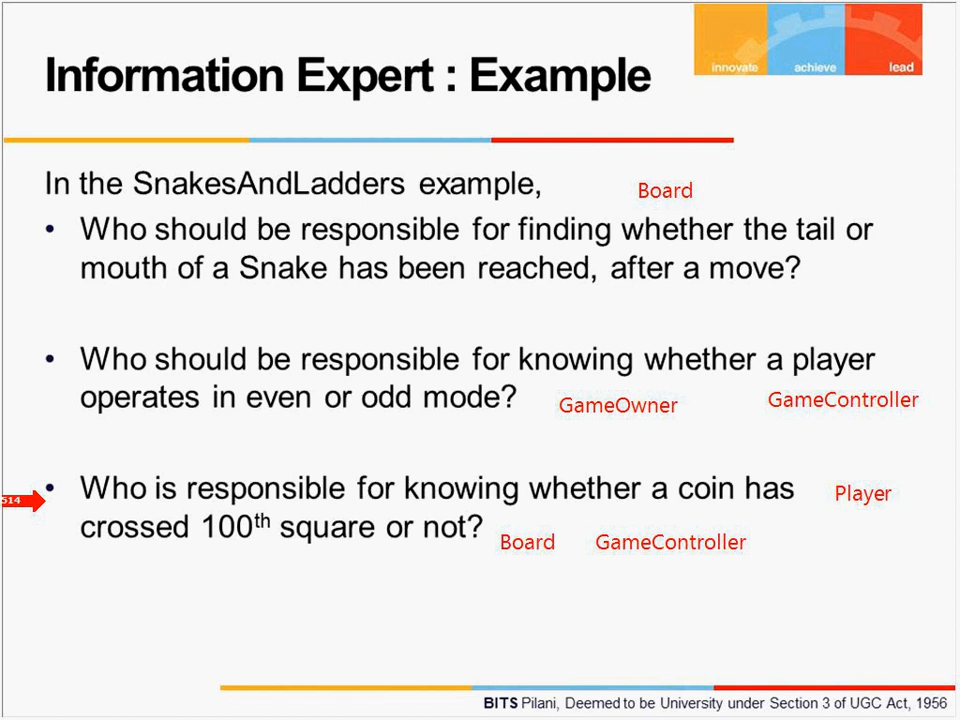 innovate achieve lead
Information Expert : Example
In the SnakesAndLadders example,
Board
• Who should be responsible for finding whether the tail or
mouth of a Snake has been reached, after a move?
• Who should be responsible for knowing whether a player
operates in even or odd mode?
GameOwner GameController
514
• Who is responsible for knowing whether a coin has
Player
crossed 100th square or not?
Board GameController
BITS Pilani, Deemed to be University under Section 3 of UGC Act, 1956